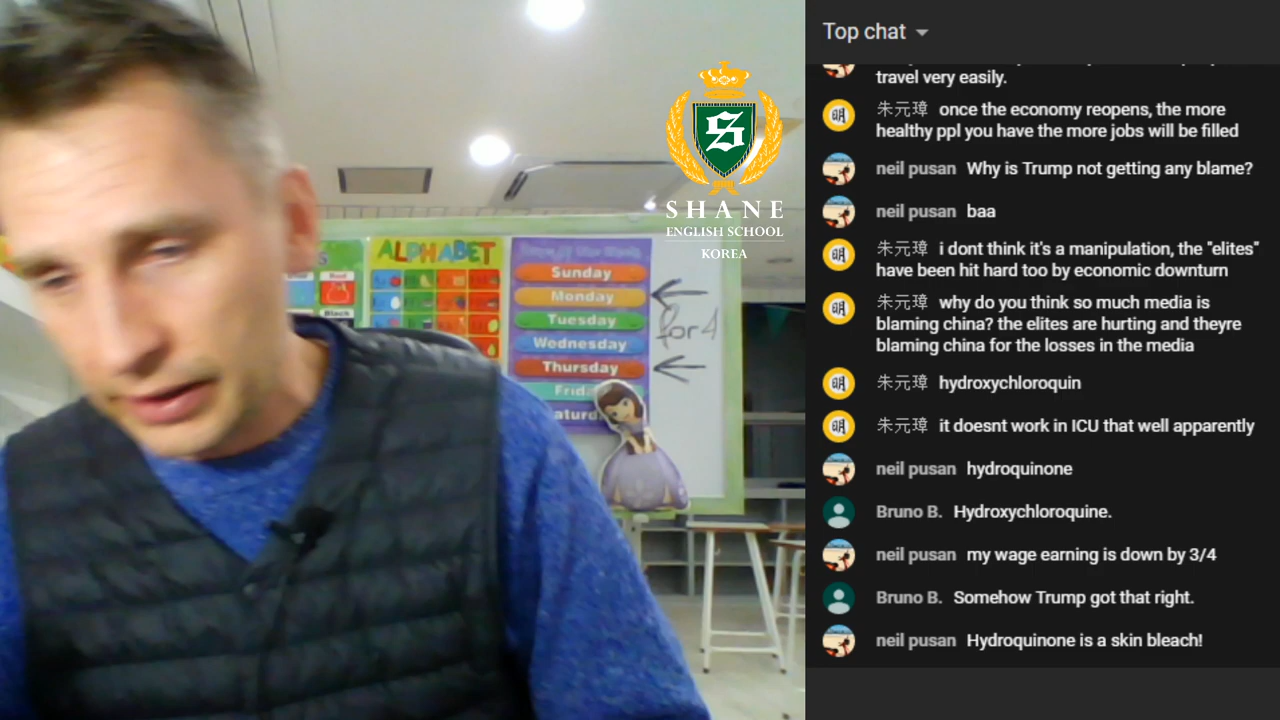 SHANE
ENGLISH SCHOOL
KOREA
ALPHABET
Sunday
Monday
Tuesday
Wednesday
Thursday
for 4
Black
Top chat
travel very easily.
朱元璋 once the economy reopens, the more
healthy ppl you have the more jobs will be filled
neil pusan Why is Trump not getting any blame?
neil pusan baa
朱元璋 i dont think it's a manipulation, the "elites"
have been hit hard too by economic downturn
朱元璋 why do you think so much media is
blaming china? the elites are hurting and theyre
blaming china for the losses in the media
朱元璋 hydroxychloroquin
朱元璋 it doesnt work in ICU that well apparently
neil pusan hydroquinone
Bruno B. Hydroxychloroquine.
neil pusan my wage earning is down by 3/4
Bruno B. Somehow Trump got that right.
neil pusan Hydroquinone is a skin bleach!